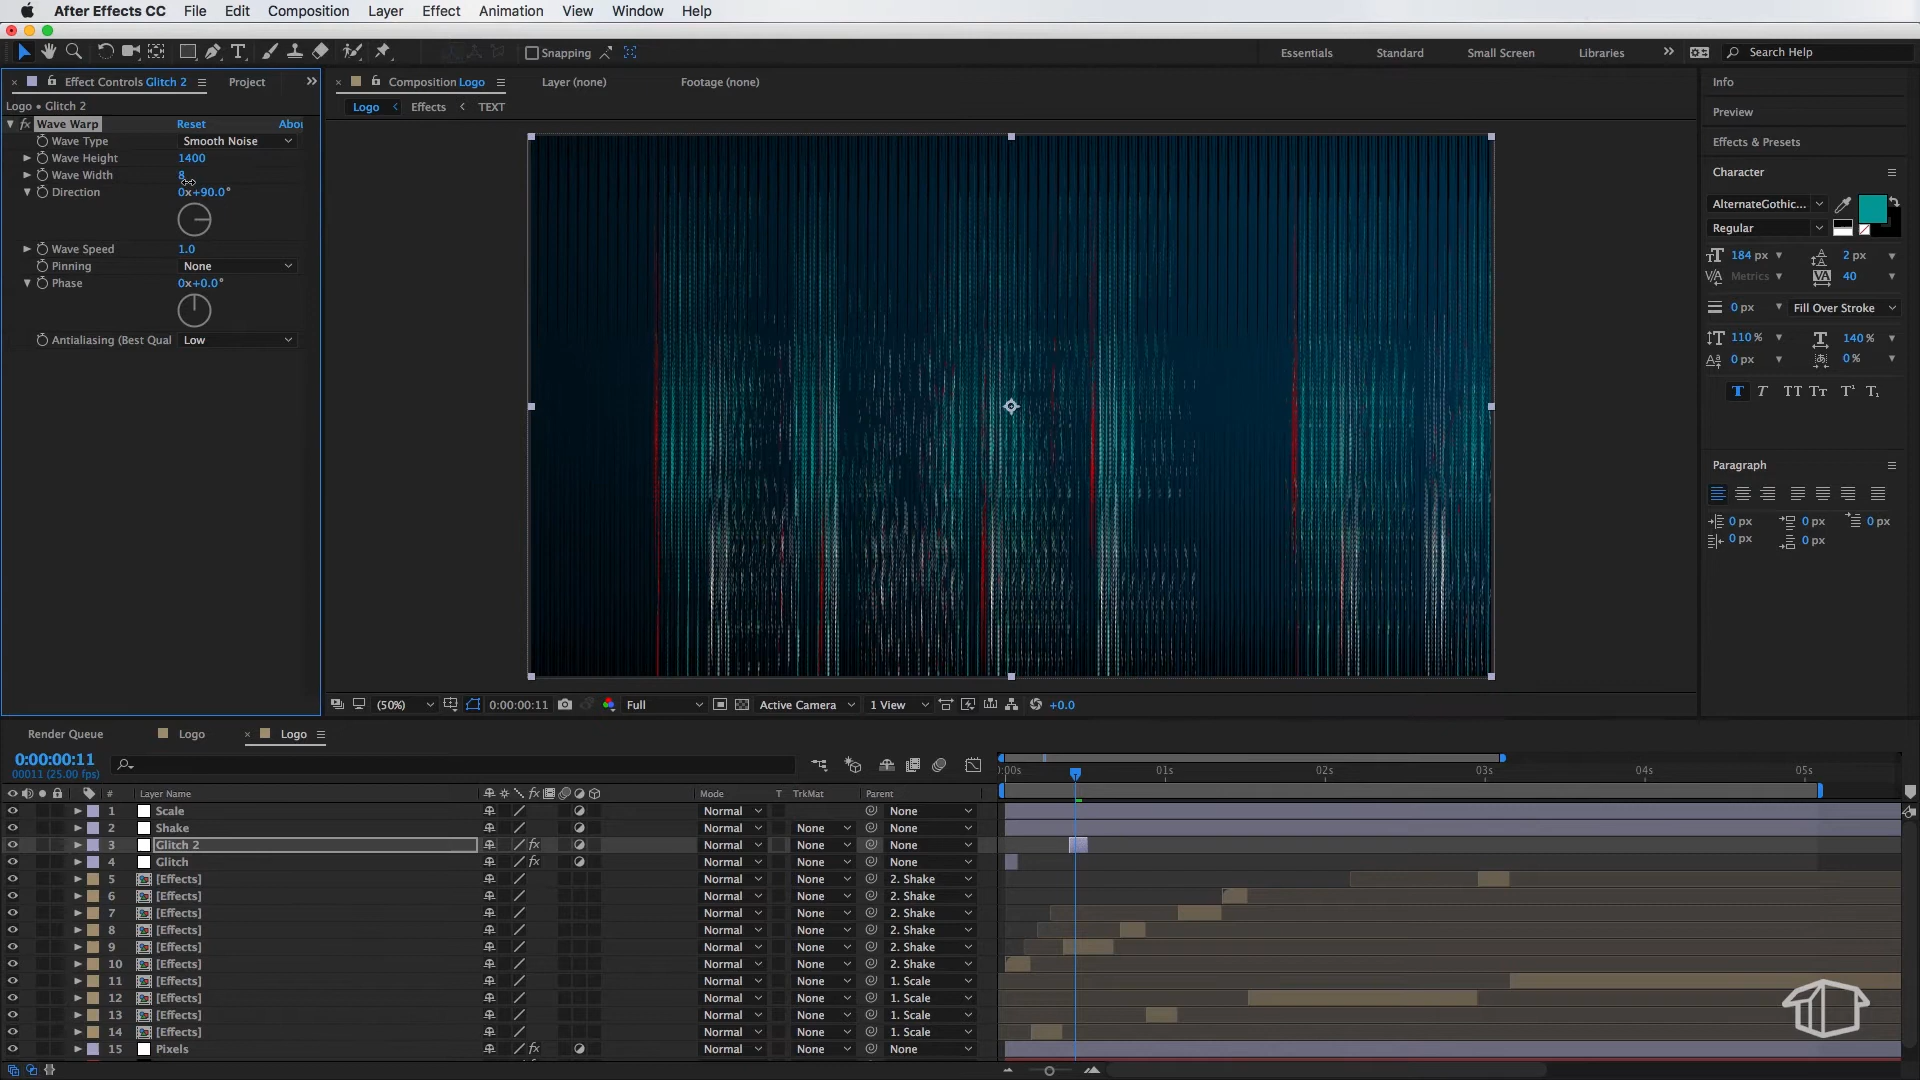 After Effects CC File Edit Composition Layer Effect Animation View Window Help
Snapping Essentials Standard Small Screen Libraries Search Help
Effect Controls Glitch 2 Project Composition Logo Layer (none) Footage (none) Info
Logo • Glitch 2 Logo Effects TEXT Preview
fx Wave Warp Reset Abou
Wave Type Smooth Noise Effects & Presets
Wave Height 1400
Wave Width 8 Character
Direction 0x+90.0°
AlternateGothic...
Regular
Wave Speed 1.0
184 px 2 px
Pinning None
Metrics 40
Phase 0x+0.0°
0 px Fill Over Stroke
Antialiasing (Best Qual Low
110 % 140 %
0 px 0 %
T T TT Tt T¹ T₁
Paragraph
0 px 0 px 0 px
0 px 0 px
(50%) 0:00:00:11 Full Active Camera 1 View +0.0
Render Queue Logo Logo
0:00:00:11
00011 (25.00 fps)
):00s 01s 02s 03s 04s 05s
# Layer Name Mode T TrkMat Parent
1 Scale Normal None
2 Shake Normal None None
3 Glitch 2 fx Normal None None
4 Glitch fx Normal None None
5 [Effects] Normal None 2. Shake
6 [Effects] Normal None 2. Shake
7 [Effects] Normal None 2. Shake
8 [Effects] Normal None 2. Shake
9 [Effects] Normal None 2. Shake
10 [Effects] Normal None 2. Shake
11 [Effects] Normal None 1. Scale
12 [Effects] Normal None 1. Scale
13 [Effects] Normal None 1. Scale
14 [Effects] Normal None 1. Scale
15 Pixels fx Normal None None